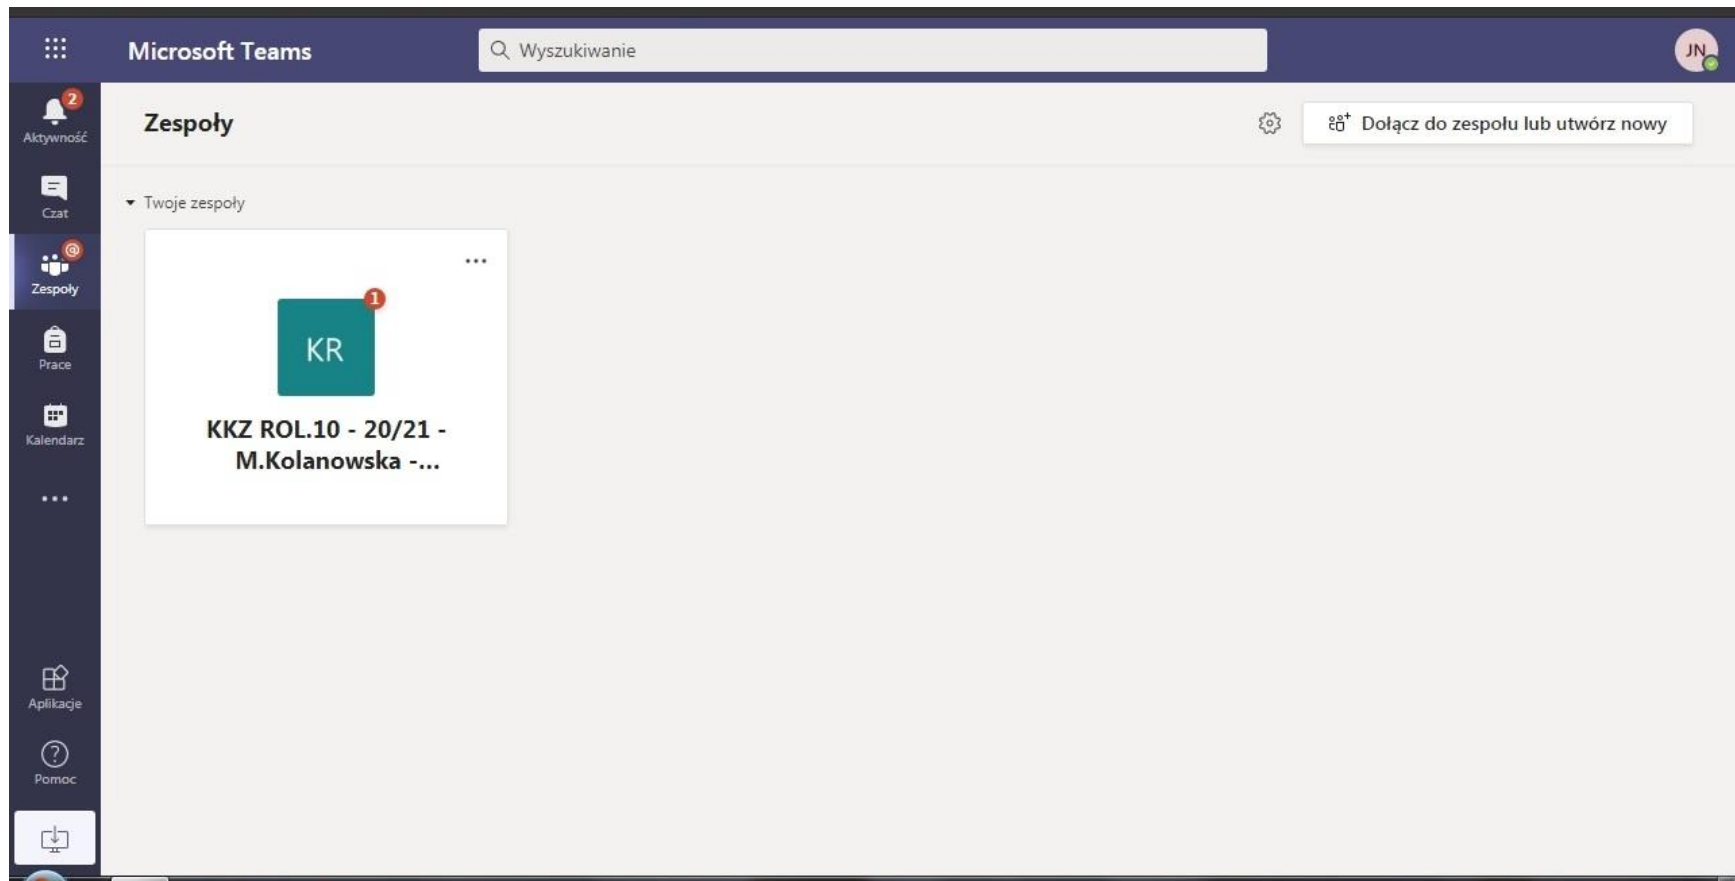 Microsoft Teams
Wyszukiwanie
JN
2
Aktywność
Zespoły
Dołącz do zespołu lub utwórz nowy
Czat
Twoje zespoły
@
Zespoły
1
KR
Prace
KKZ ROL.10 - 20/21 -
M.Kolanowska -...
Kalendarz
Aplikacje
Pomoc